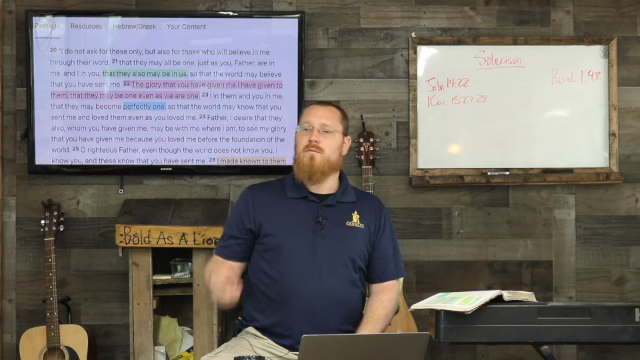 Parallel Resources Hebrew/Greek Your Content
20 "I do not ask for these only, but also for those who will believe in me
through their word, 21 that they may all be one, just as you, Father, are in
me, and I in you, that they also may be in us, so that the world may believe
that you have sent me. 22 The glory that you have given me I have given to
them, that they may be one even as we are one, 23 I in them and you in me,
that they may become perfectly one, so that the world may know that you
sent me and loved them even as you loved me. 24 Father, I desire that they
also, whom you have given me, may be with me where I am, to see my glory
that you have given me because you loved me before the foundation of the
world. 25 O righteous Father, even though the world does not know you, I
know you, and these know that you have sent me. 26 I made known to them
John 14:28
1 Cor 15:27-28
Bold As A Lion